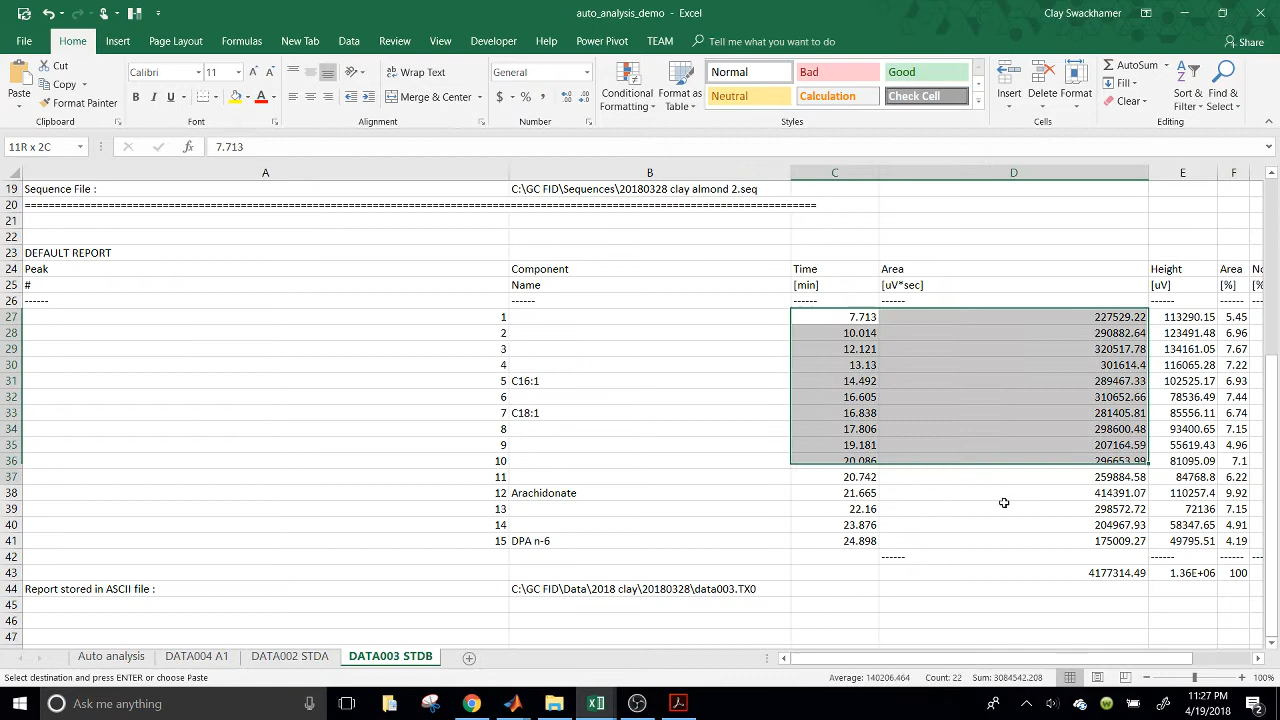 auto_analysis_demo - Excel
Clay Swackhamer
File Home Insert Page Layout Formulas New Tab Data Review View Developer Help Power Pivot TEAM Tell me what you want to do Share
Paste Cut Copy Format Painter Clipboard
Calibri 11 Font
Wrap Text Merge & Center Alignment
General Number
Conditional Formatting Format as Table Normal Bad Good Neutral Calculation Check Cell Styles
Insert Delete Format Cells
AutoSum Fill Clear Sort & Filter Find & Select Editing
11R x 2C fx 7.713
A B C D E F
19 Sequence File : C:\GC FID\Sequences\20180328 clay almond 2.seq
20
21
22
23 DEFAULT REPORT
24 Peak Component Time Area Height Area No
25 # Name [min] [uV*sec] [uV] [%] [%
26 ------ ------ ------ ------ ------ ------
27 1 7.713 227529.22 113290.15 5.45
28 2 10.014 290882.64 123491.48 6.96
29 3 12.121 320517.78 134161.05 7.67
30 4 13.13 301614.4 116065.28 7.22
31 5 C16:1 14.492 289467.33 102525.17 6.93
32 6 16.605 310652.66 78536.49 7.44
33 7 C18:1 16.838 281405.81 85556.11 6.74
34 8 17.806 298600.48 93400.65 7.15
35 9 19.181 207164.59 55619.43 4.96
36 10 20.086 296653.99 81095.09 7.1
37 11 20.742 259884.58 84768.8 6.22
38 12 Arachidonate 21.665 414391.07 110257.4 9.92
39 13 22.16 298572.72 72136 7.15
40 14 23.876 204967.93 58347.65 4.91
41 15 DPA n-6 24.898 175009.27 49795.51 4.19
42 ------ ------ ------
43 4177314.49 1.36E+06 100
44 Report stored in ASCII file : C:\GC FID\Data\2018 clay\20180328\data003.TX0
45
46
47
Auto analysis DATA004 A1 DATA002 STDA DATA003 STDB
Select destination and press ENTER or choose Paste Average: 140206.464 Count: 22 Sum: 3084542.208 100%
Ask me anything 11:27 PM
4/19/2018